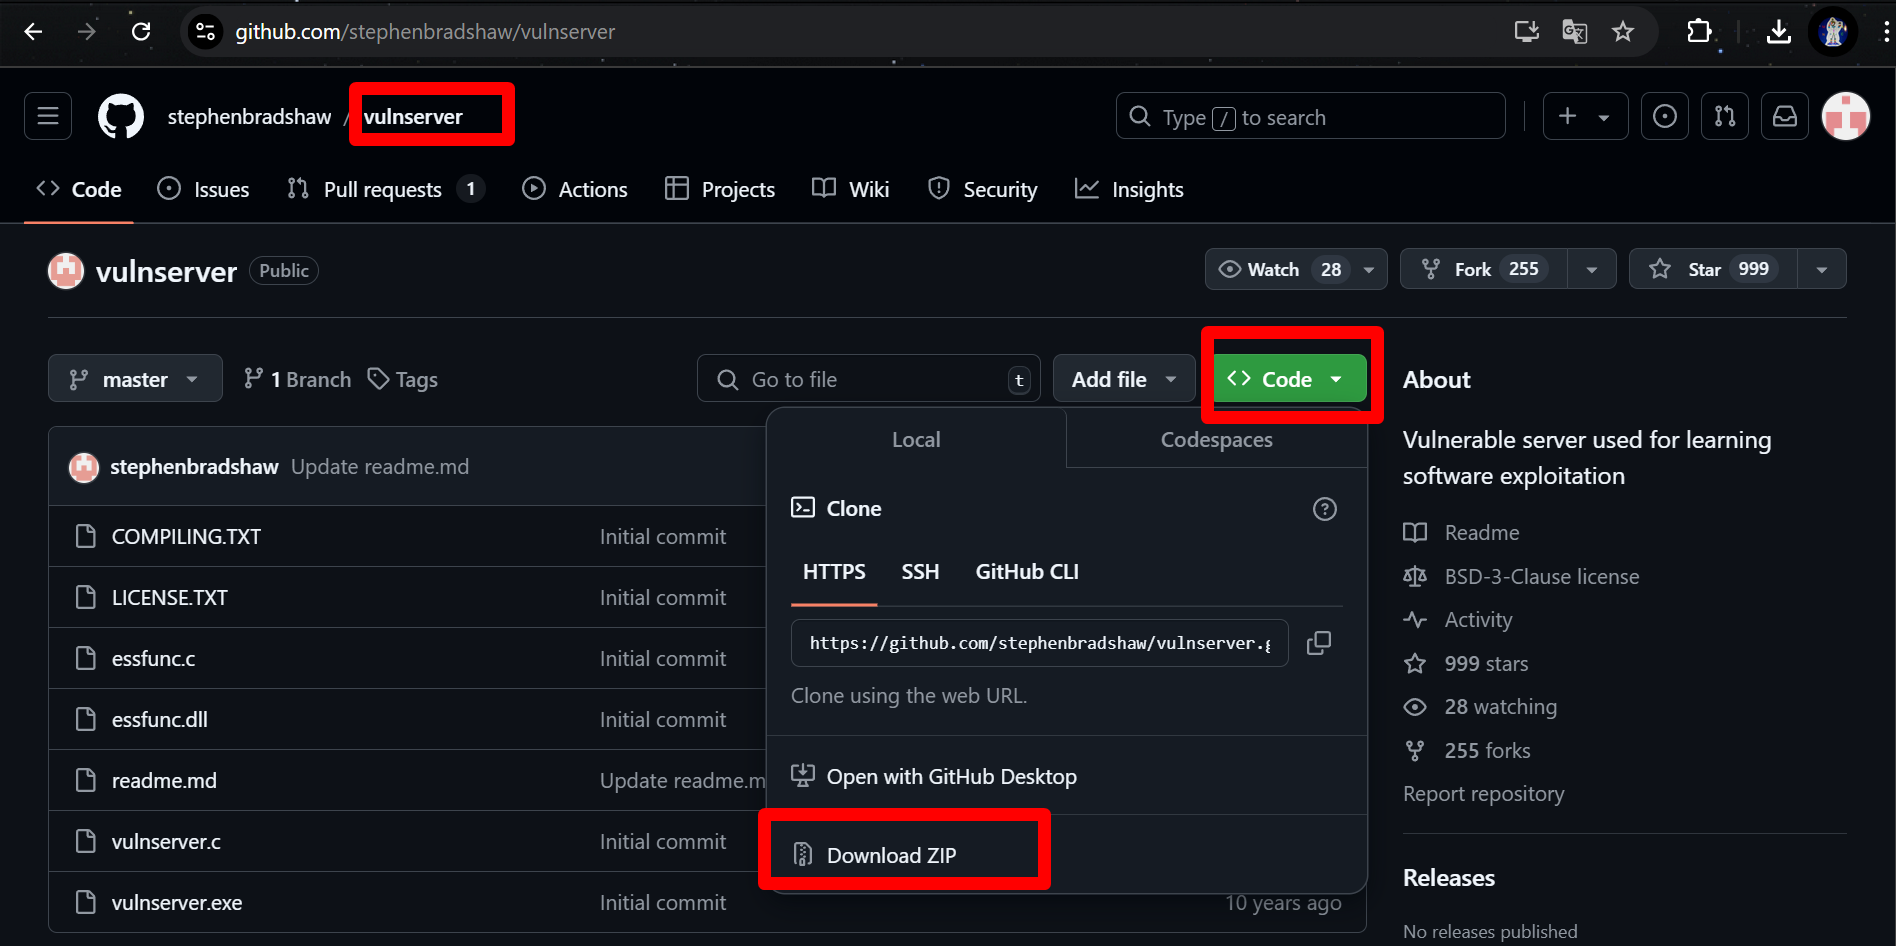 github.com/stephenbradshaw/vulnserver
stephenbradshaw / vulnserver
Type / to search
Code Issues Pull requests 1 Actions Projects Wiki Security Insights
vulnserver Public
Watch 28 Fork 255 Star 999
master 1 Branch Tags Go to file t Add file Code
stephenbradshaw Update readme.md
COMPILING.TXT Initial commit
LICENSE.TXT Initial commit
essfunc.c Initial commit
essfunc.dll Initial commit
readme.md Update readme.m
vulnserver.c Initial commit
vulnserver.exe Initial commit 10 years ago
Local Codespaces
Clone
HTTPS SSH GitHub CLI
https://github.com/stephenbradshaw/vulnserver.g
Clone using the web URL.
Open with GitHub Desktop
Download ZIP
About
Vulnerable server used for learning
software exploitation
Readme
BSD-3-Clause license
Activity
999 stars
28 watching
255 forks
Report repository
Releases
No releases published